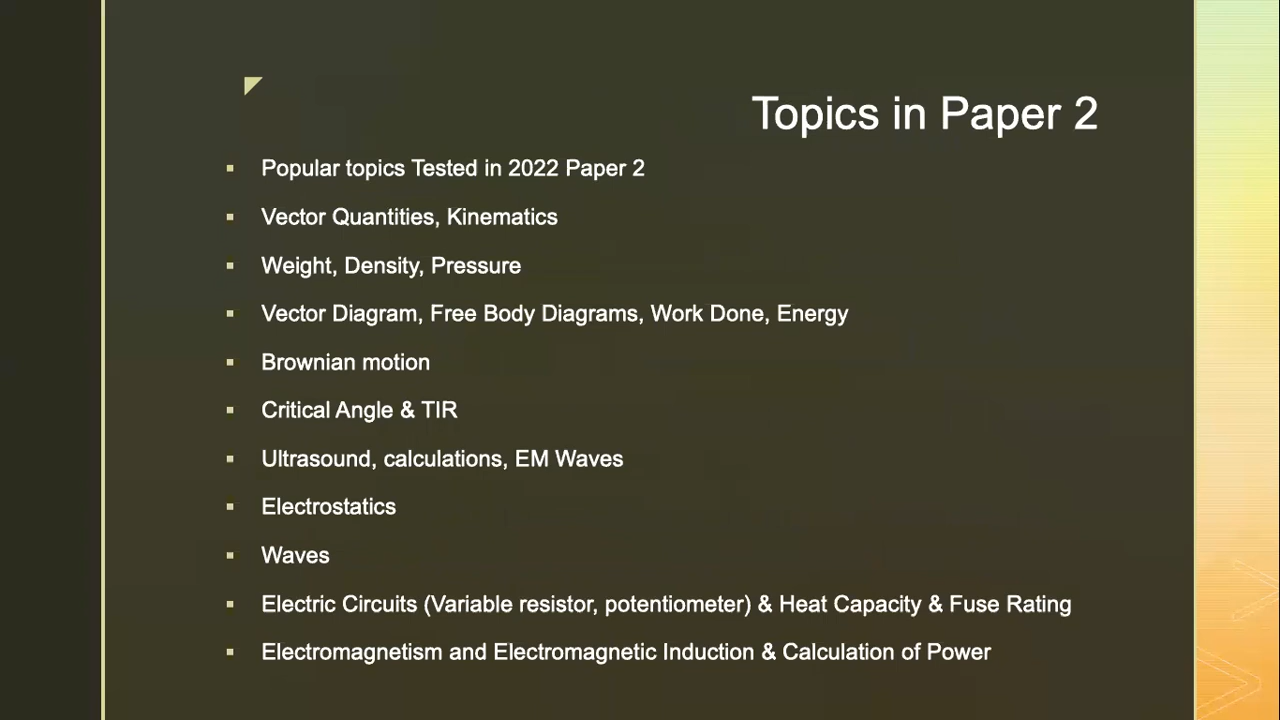 Topics in Paper 2
Popular topics Tested in 2022 Paper 2
Vector Quantities, Kinematics
Weight, Density, Pressure
Vector Diagram, Free Body Diagrams, Work Done, Energy
Brownian motion
Critical Angle & TIR
Ultrasound, calculations, EM Waves
Electrostatics
Waves
Electric Circuits (Variable resistor, potentiometer) & Heat Capacity & Fuse Rating
Electromagnetism and Electromagnetic Induction & Calculation of Power